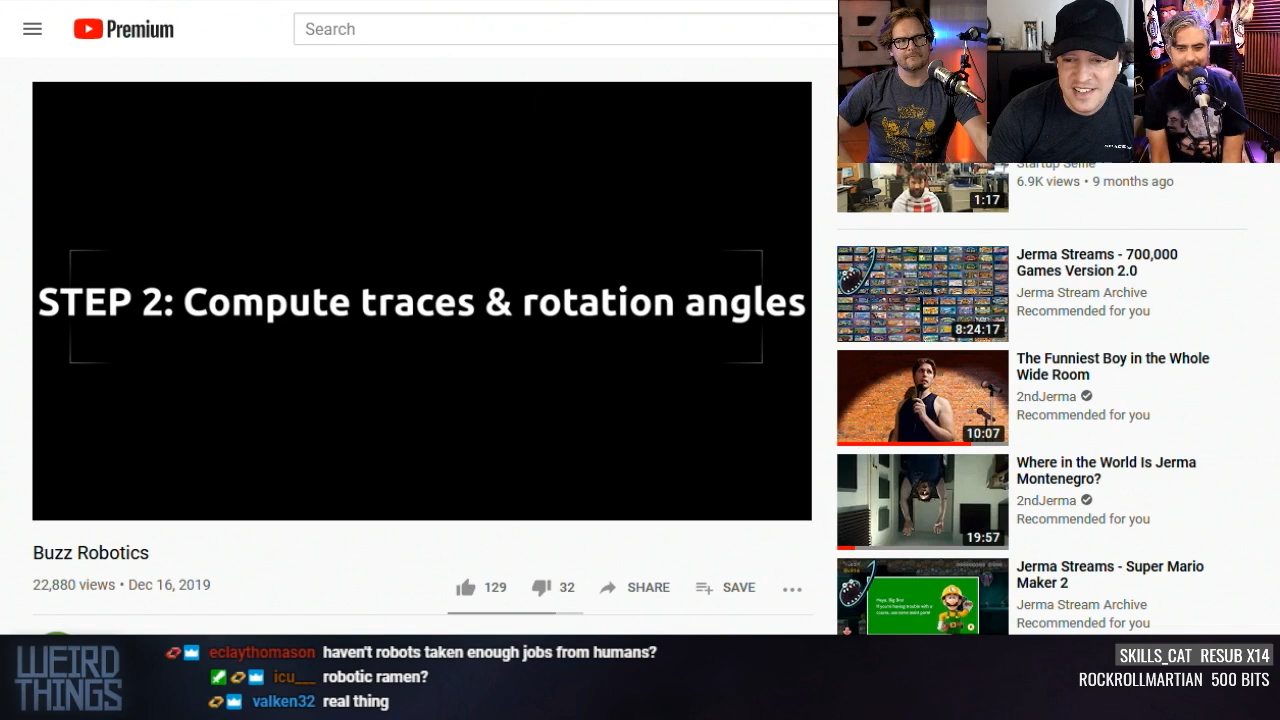 Premium
Search
STEP 2: Compute traces & rotation angles
Buzz Robotics
22,880 views • Dec 16, 2019
129
32
SHARE
SAVE
Startup Selfie
6.9K views • 9 months ago
1:17
Jerma Streams - 700,000
Games Version 2.0
Jerma Stream Archive
Recommended for you
8:24:17
The Funniest Boy in the Whole
Wide Room
2ndJerma
Recommended for you
10:07
Where in the World Is Jerma
Montenegro?
2ndJerma
Recommended for you
19:57
Jerma Streams - Super Mario
Maker 2
Jerma Stream Archive
Recommended for you
WEIRD
THINGS
eclaythomason haven't robots taken enough jobs from humans?
icu___ robotic ramen?
valken32 real thing
SKILLS_CAT RESUB X14
ROCKROLLMARTIAN 500 BITS